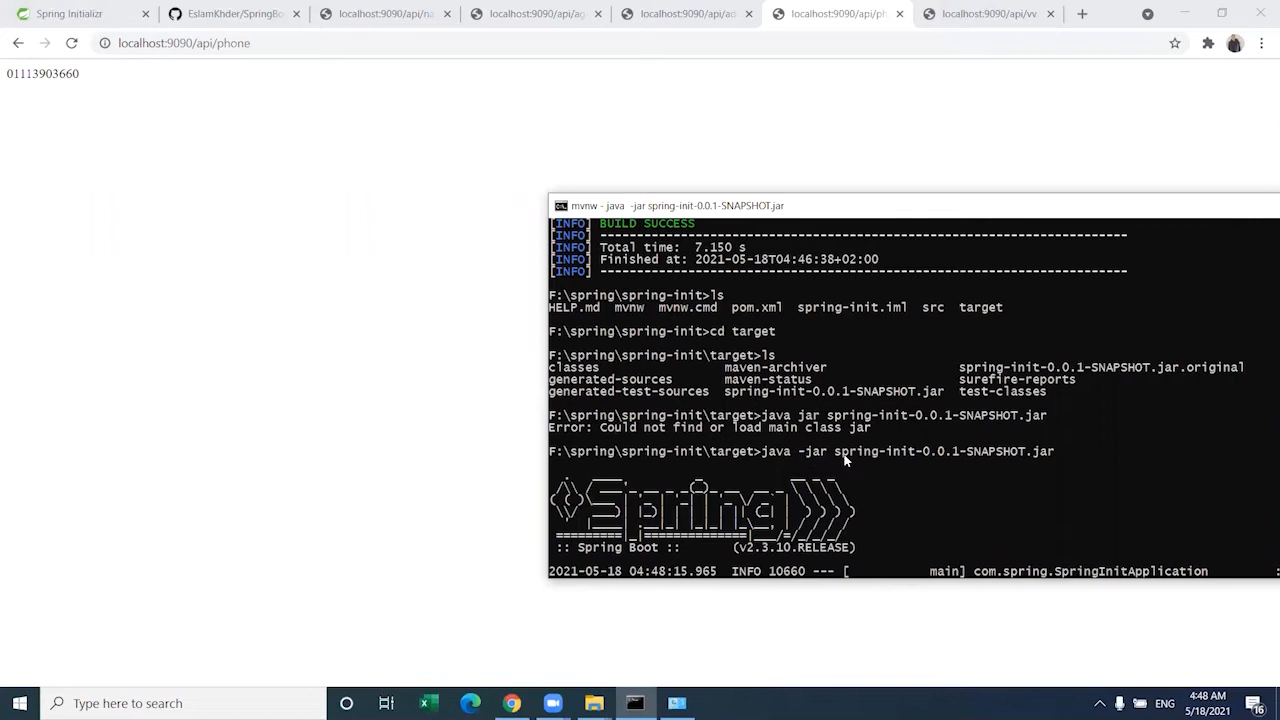 Spring Initializr
EslamKhder/SpringBo
localhost:9090/api/na
localhost:9090/api/ag
localhost:9090/api/ad
localhost:9090/api/ph
localhost:9090/api/vv
localhost:9090/api/phone
01113903660
mvnw - java -jar spring-init-0.0.1-SNAPSHOT.jar
[INFO] BUILD SUCCESS
[INFO] ------------------------------------------------------------------------
[INFO] Total time:  7.150 s
[INFO] Finished at: 2021-05-18T04:46:38+02:00
[INFO] ------------------------------------------------------------------------
F:\spring\spring-init>ls
HELP.md  mvnw  mvnw.cmd  pom.xml  spring-init.iml  src  target
F:\spring\spring-init>cd target
F:\spring\spring-init\target>ls
classes maven-archiver spring-init-0.0.1-SNAPSHOT.jar.original
generated-sources maven-status surefire-reports
generated-test-sources spring-init-0.0.1-SNAPSHOT.jar test-classes
F:\spring\spring-init\target>java jar spring-init-0.0.1-SNAPSHOT.jar
Error: Could not find or load main class jar
F:\spring\spring-init\target>java -jar spring-init-0.0.1-SNAPSHOT.jar
Spring
:: Spring Boot :: (v2.3.10.RELEASE)
2021-05-18 04:48:15.965  INFO 10660 --- [           main] com.spring.SpringInitApplication          :
Type here to search
ENG
4:48 AM
5/18/2021
16